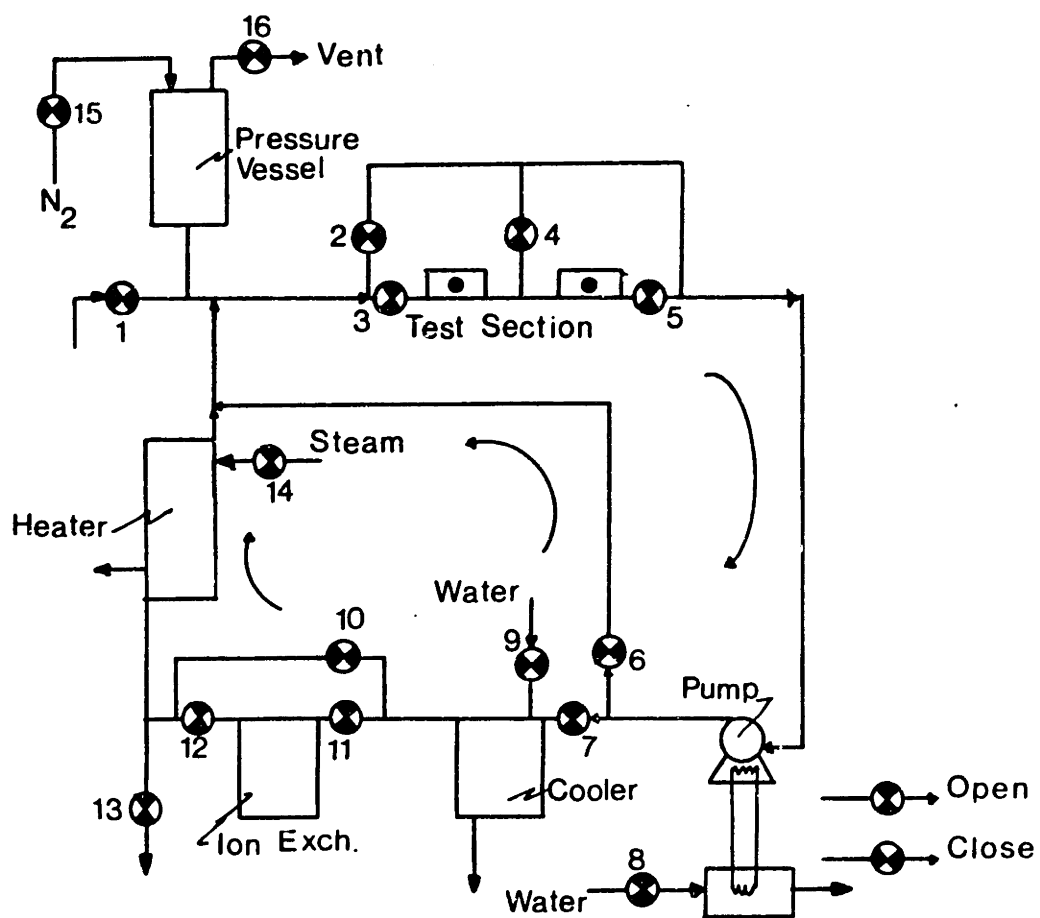 16
Vent
15
Pressure
Vessel
N2
2
4
1
3
Test Section
5
Steam
14
Heater
Water
10
9
6
Pump
12
11
7
13
Cooler
Ion Exch.
Open
Close
8
Water